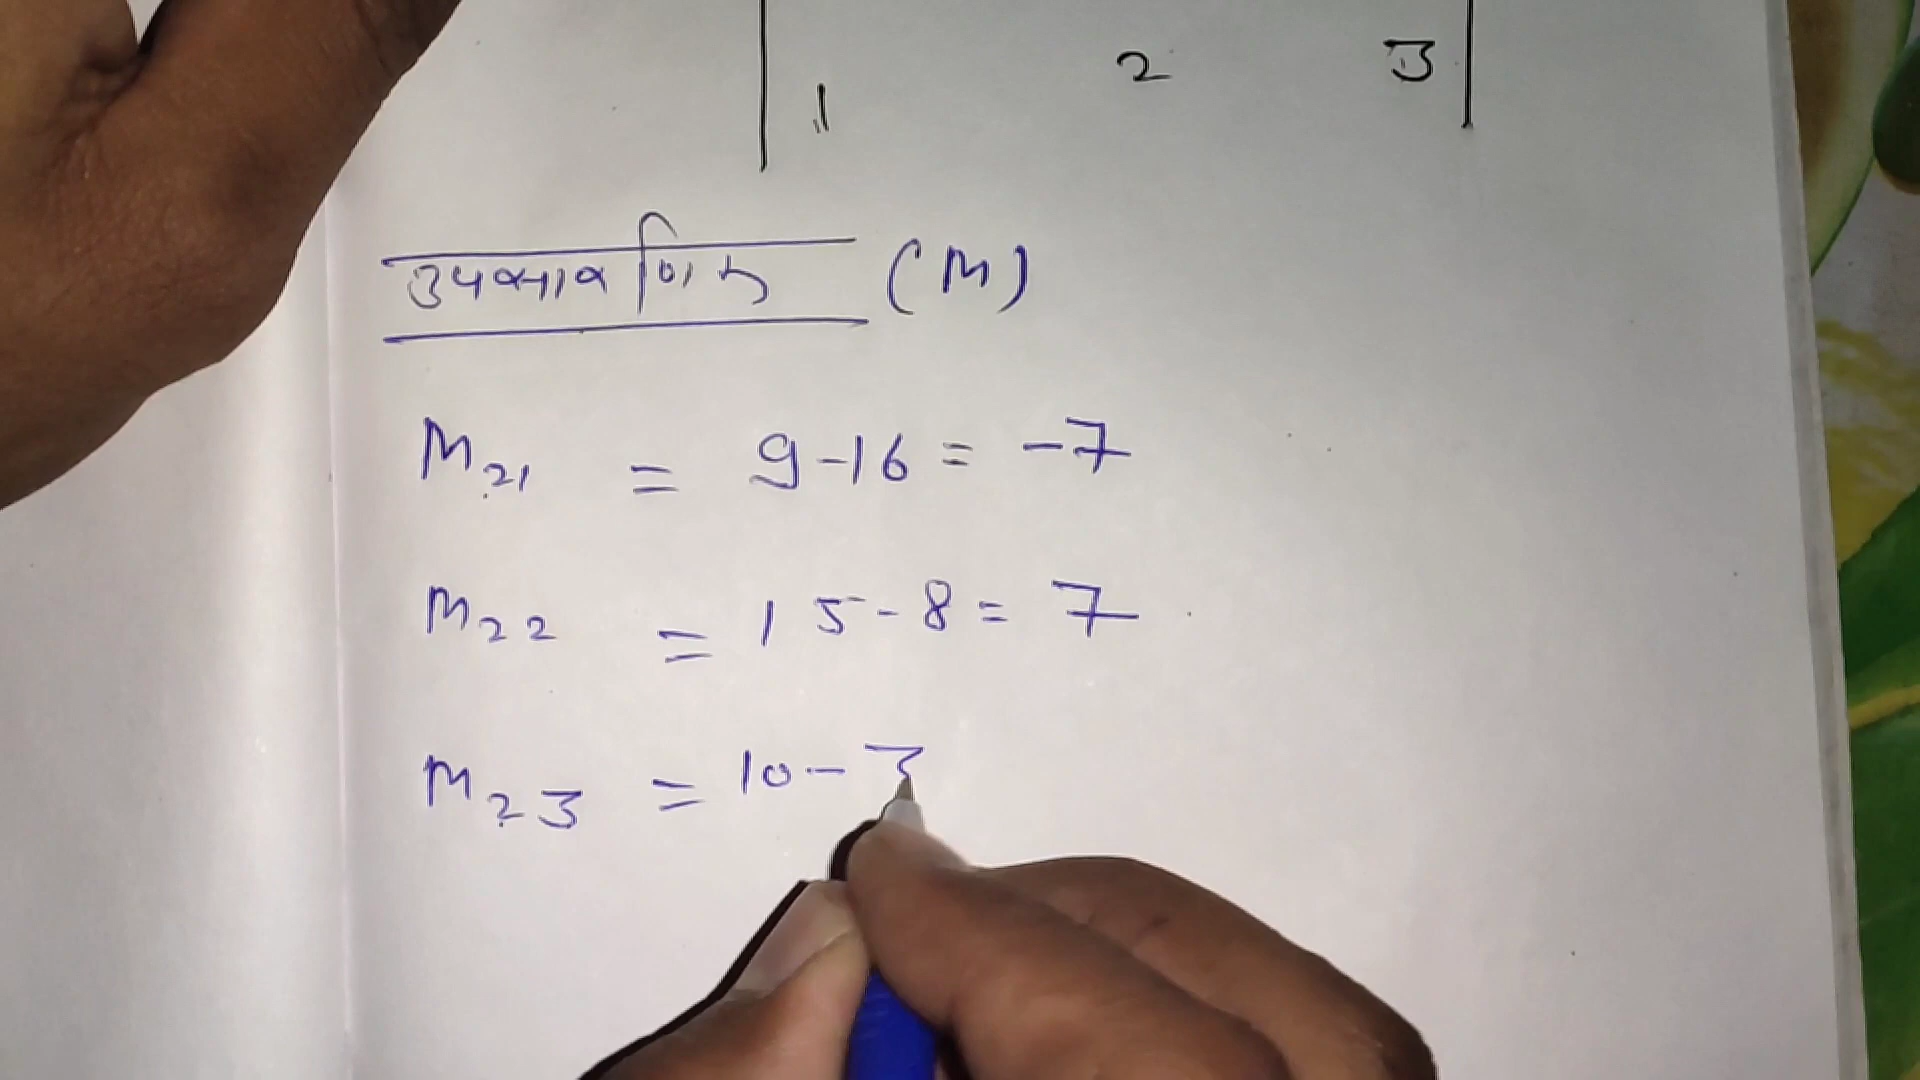 1 2 3
उपसारणिक (M)
M21 = 9-16 = -7
M22 = 15-8 = 7
M23 = 10-3